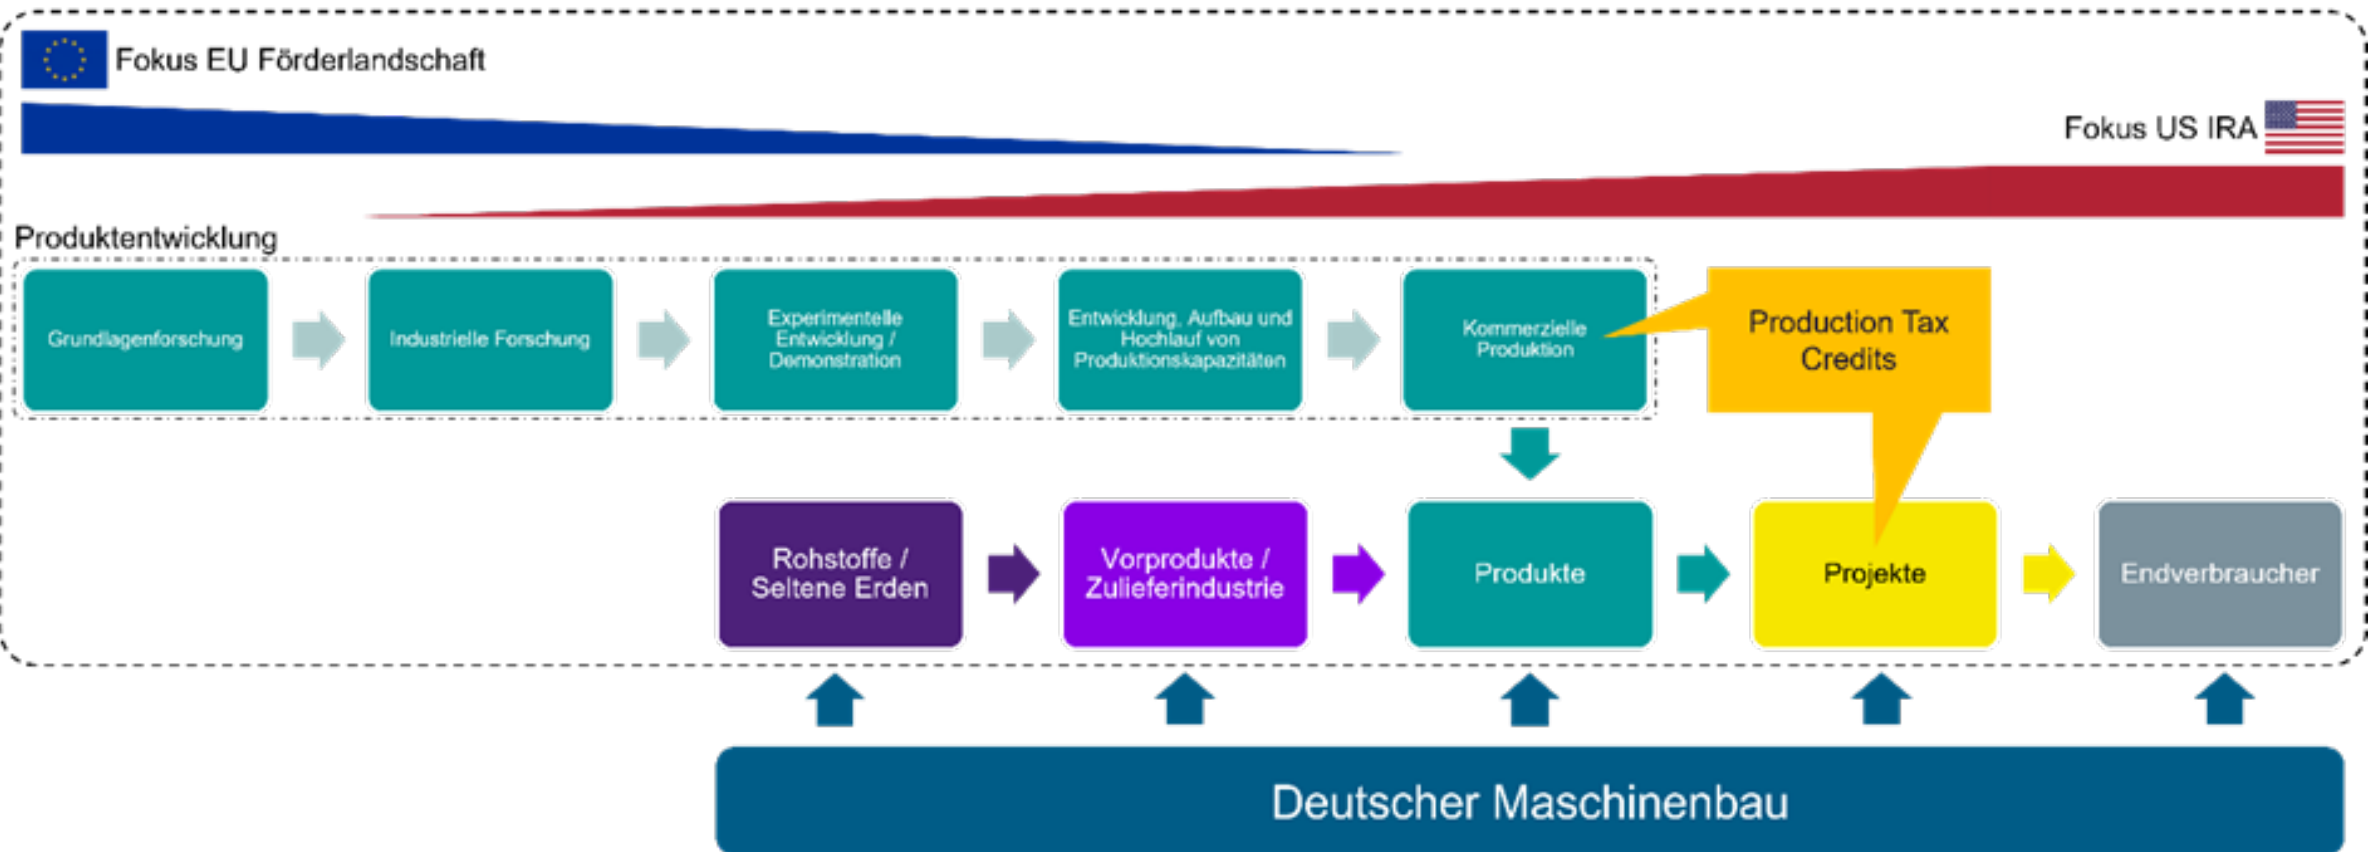 Fokus EU Förderlandschaft
Fokus US IRA
Produktentwicklung
Grundlagenforschung
Industrielle Forschung
Experimentelle
Entwicklung /
Demonstration
Entwicklung, Aufbau und
Hochlauf von
Produktionskapazitäten
Kommerzielle
Produktion
Production Tax
Credits
Rohstoffe /
Seltene Erden
Vorprodukte /
Zulieferindustrie
Produkte
Projekte
Endverbraucher
Deutscher Maschinenbau